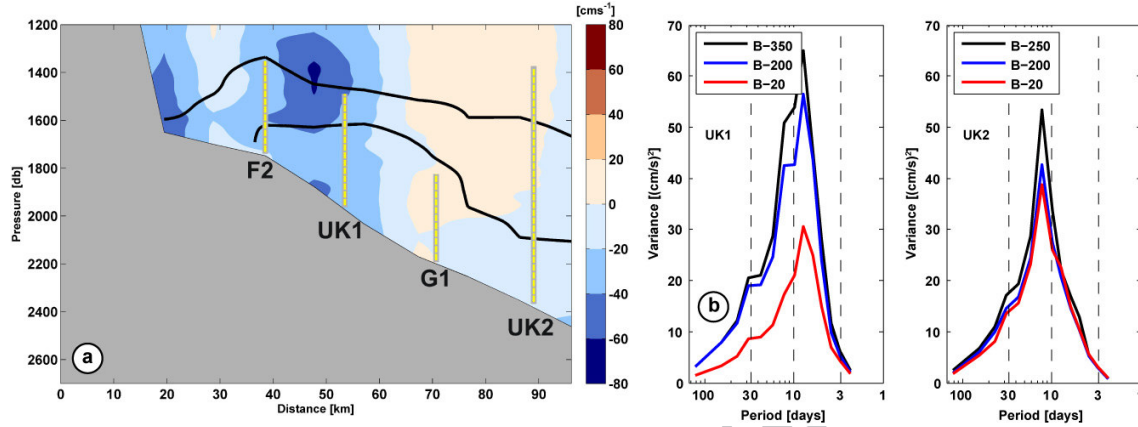 [cms⁻¹]
1200
1400
1600
1800
2000
2200
2400
2600
Pressure [db]
F2
UK1
G1
UK2
a
0 10 20 30 40 50 60 70 80 90
Distance [km]
80
60
40
20
0
-20
-40
-60
-80
70
60
50
40
30
20
10
0
Variance [(cm/s)²]
B-350
B-200
B-20
UK1
b
100 30 10 3 1
Period [days]
70
60
50
40
30
20
10
0
Variance [(cm/s)²]
B-250
B-200
B-20
UK2
100 30 10 3 1
Period [days]